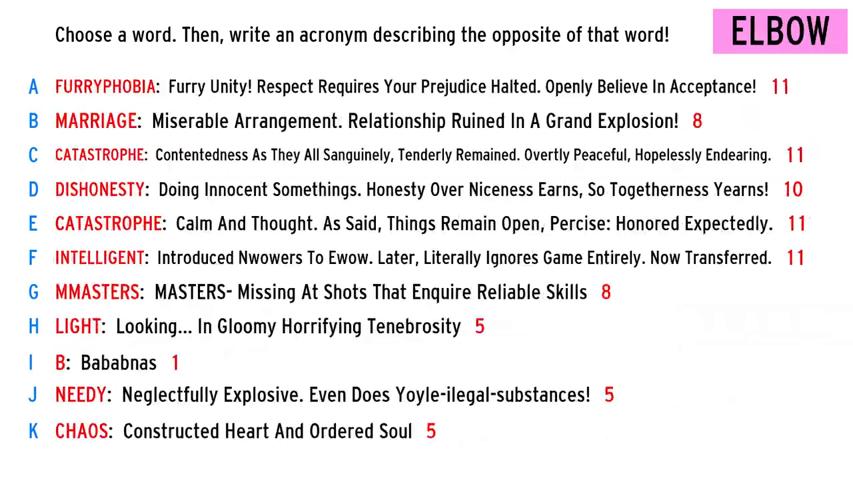 Choose a word. Then, write an acronym describing the opposite of that word!
ELBOW
A FURRYPHOBIA: Furry Unity! Respect Requires Your Prejudice Halted. Openly Believe In Acceptance! 11
B MARRIAGE: Miserable Arrangement. Relationship Ruined In A Grand Explosion! 8
C CATASTROPHE: Contentedness As They All Sanguinely, Tenderly Remained. Overtly Peaceful, Hopelessly Endearing. 11
D DISHONESTY: Doing Innocent Somethings. Honesty Over Niceness Earns, So Togetherness Yearns! 10
E CATASTROPHE: Calm And Thought. As Said, Things Remain Open, Percise: Honored Expectedly. 11
F INTELLIGENT: Introduced Nwowers To Ewow. Later, Literally Ignores Game Entirely. Now Transferred. 11
G MMASTERS: MASTERS- Missing At Shots That Enquire Reliable Skills 8
H LIGHT: Looking... In Gloomy Horrifying Tenebrosity 5
I B: Bababnas 1
J NEEDY: Neglectfully Explosive. Even Does Yoyle-ilegal-substances! 5
K CHAOS: Constructed Heart And Ordered Soul 5